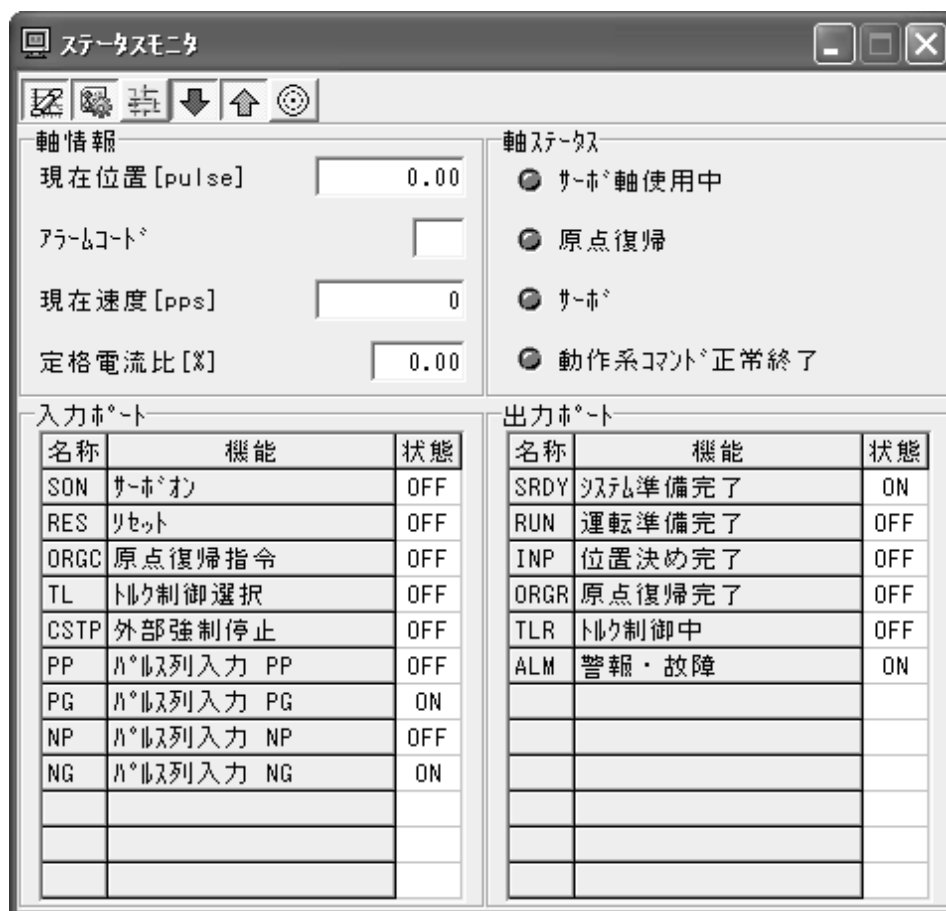 ステータスモニタ
軸情報
現在位置[pulse] 0.00
ｱﾗｰﾑｺｰﾄﾞ
現在速度[pps] 0
定格電流比[%] 0.00
軸ｽﾃｰﾀｽ
ｻｰﾎﾞ軸使用中
原点復帰
ｻｰﾎﾞ
動作系ｺﾏﾝﾄﾞ正常終了
入力ﾎﾟｰﾄ
名称 機能 状態
SON ｻｰﾎﾞｵﾝ OFF
RES ﾘｾｯﾄ OFF
ORGC 原点復帰指令 OFF
TL ﾄﾙｸ制御選択 OFF
CSTP 外部強制停止 OFF
PP ﾊﾟﾙｽ列入力 PP OFF
PG ﾊﾟﾙｽ列入力 PG ON
NP ﾊﾟﾙｽ列入力 NP OFF
NG ﾊﾟﾙｽ列入力 NG ON
出力ﾎﾟｰﾄ
名称 機能 状態
SRDY ｼｽﾃﾑ準備完了 ON
RUN 運転準備完了 OFF
INP 位置決め完了 OFF
ORGR 原点復帰完了 OFF
TLR ﾄﾙｸ制御中 OFF
ALM 警報・故障 ON